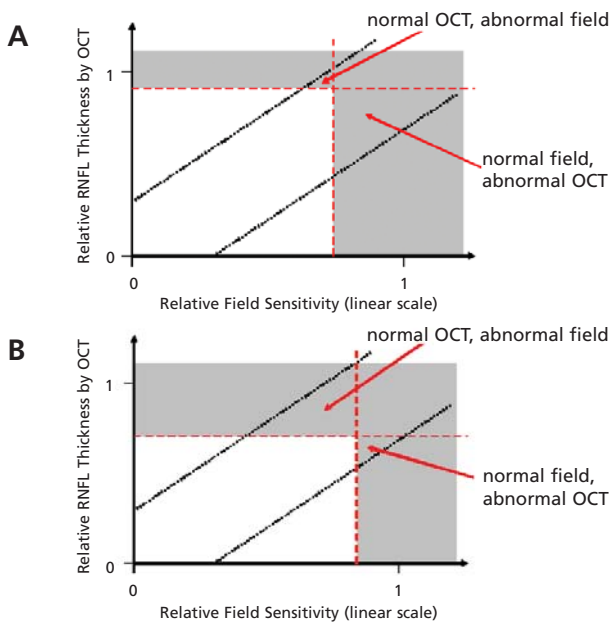 A
normal OCT, abnormal field
Relative RNFL Thickness by OCT
1
normal field,
abnormal OCT
0
0
1
Relative Field Sensitivity (linear scale)
B
normal OCT, abnormal field
Relative RNFL Thickness by OCT
1
normal field,
abnormal OCT
0
0
1
Relative Field Sensitivity (linear scale)